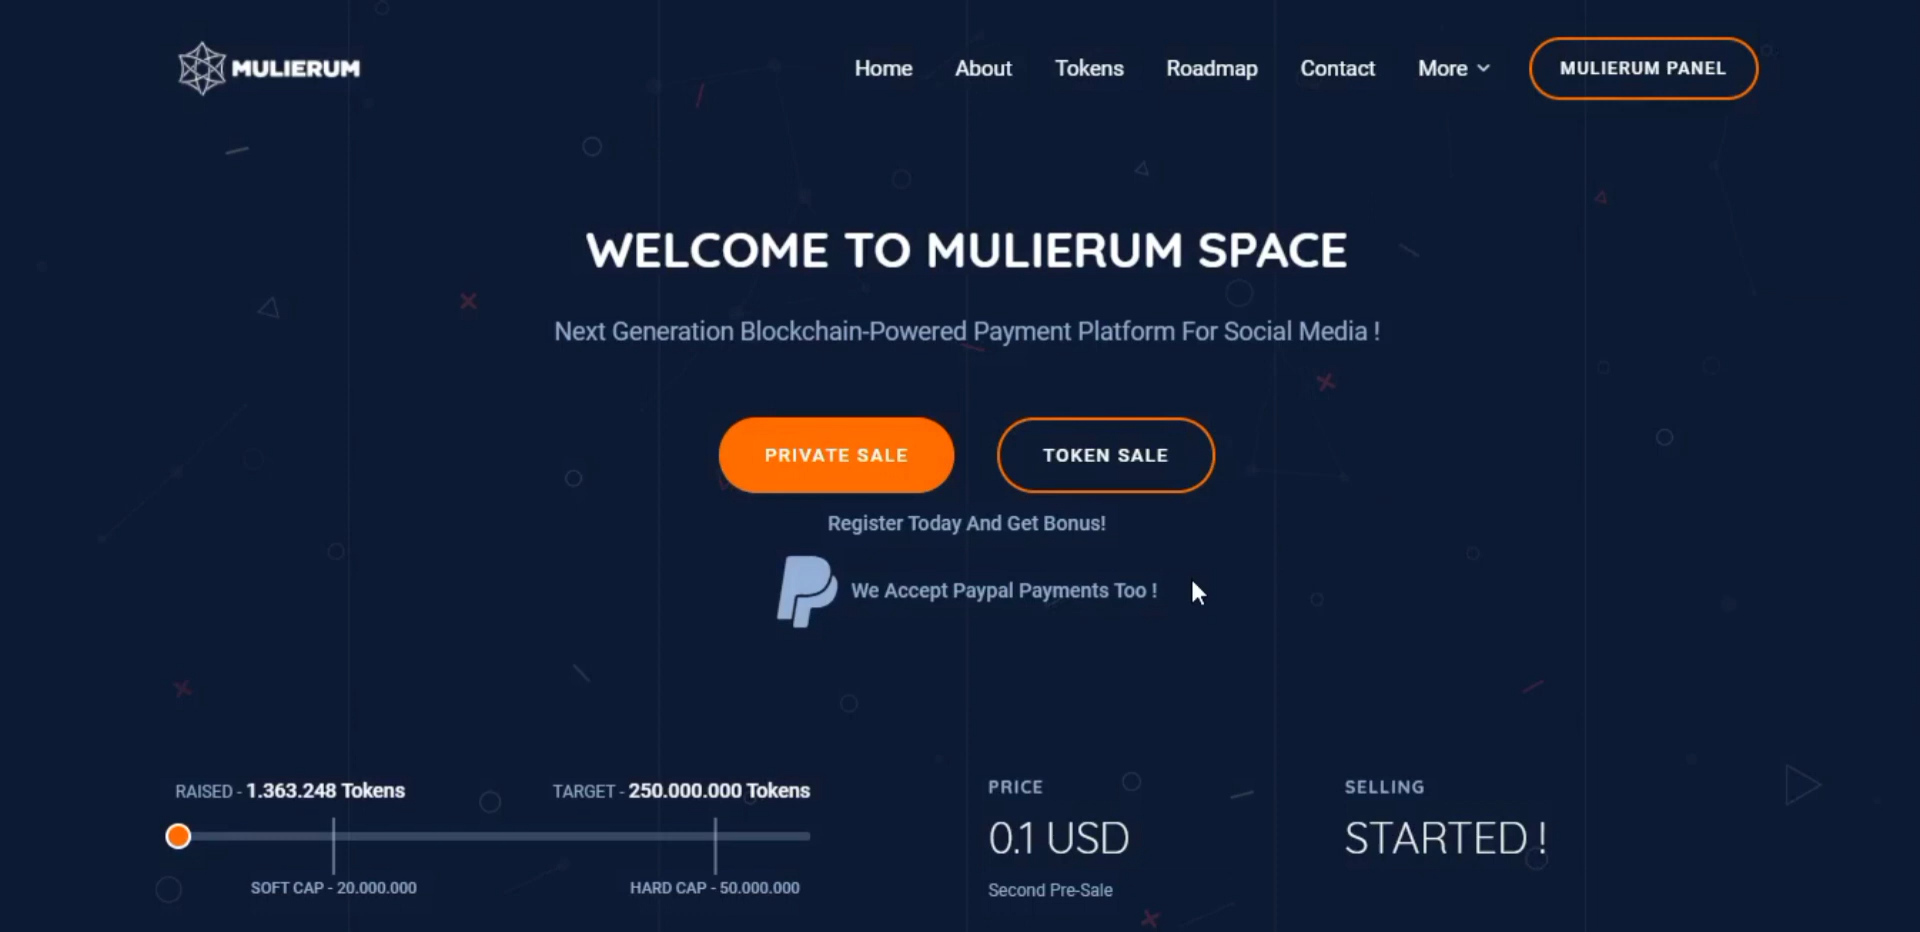 MULIERUM
Home About Tokens Roadmap Contact More MULIERUM PANEL
WELCOME TO MULIERUM SPACE
Next Generation Blockchain-Powered Payment Platform For Social Media !
PRIVATE SALE TOKEN SALE
Register Today And Get Bonus!
We Accept Paypal Payments Too !
RAISED - 1.363.248 Tokens TARGET - 250.000.000 Tokens
SOFT CAP - 20.000.000 HARD CAP - 50.000.000
PRICE
0.1 USD
Second Pre-Sale
SELLING
STARTED !